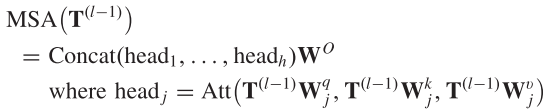 MSA(T^{(l−1)})
= Concat(head_1, . . . , head_h)W^O
where head_j = Att(T^{(l−1)}W_j^q, T^{(l−1)}W_j^k, T^{(l−1)}W_j^v)